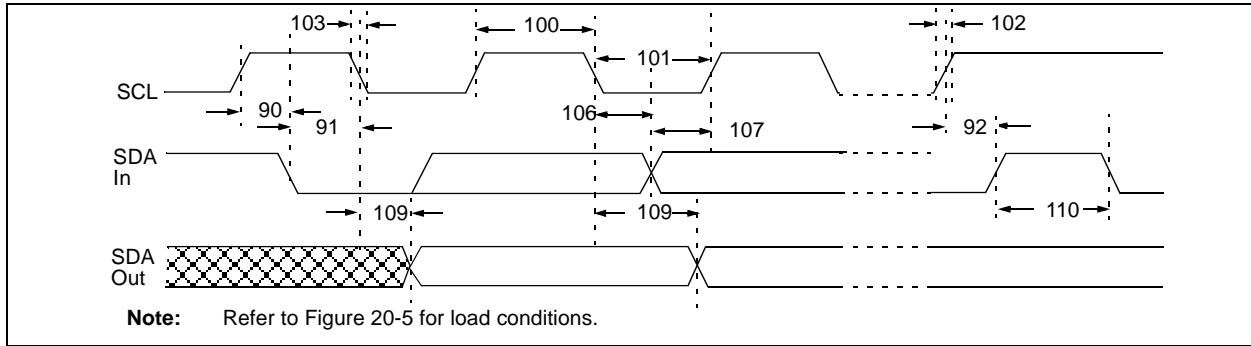 103
100
102
101
SCL
90
106
91
107
92
SDA
In
109
109
110
SDA
Out
Note: Refer to Figure 20-5 for load conditions.